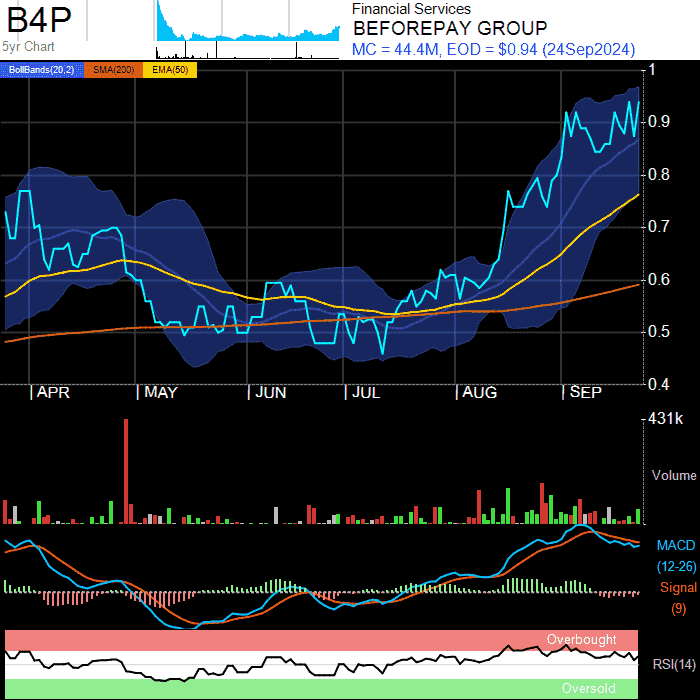 B4P
5yr Chart
Financial Services
BEFOREPAY GROUP
MC = 44.4M, EOD = $0.94 (24Sep2024)
BollBands(20,2) SMA(200) EMA(50)
1
0.9
0.8
0.7
0.6
0.5
0.4
APR MAY JUN JUL AUG SEP
431k
Volume
MACD
(12-26)
Signal
(9)
Overbought
RSI(14)
Oversold